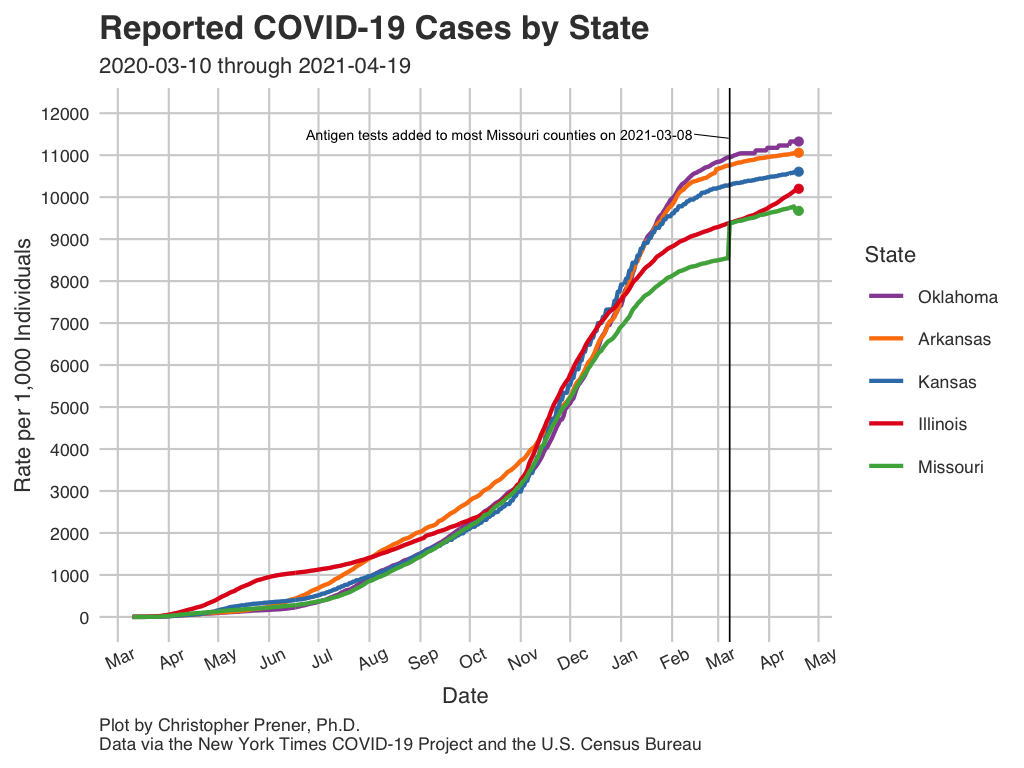 Reported COVID-19 Cases by State
2020-03-10 through 2021-04-19
12000
11000
10000
9000
8000
7000
6000
5000
4000
3000
2000
1000
0
Rate per 1,000 Individuals
Antigen tests added to most Missouri counties on 2021-03-08
Mar Apr May Jun Jul Aug Sep Oct Nov Dec Jan Feb Mar Apr May
Date
State
Oklahoma
Arkansas
Kansas
Illinois
Missouri
Plot by Christopher Prener, Ph.D.
Data via the New York Times COVID-19 Project and the U.S. Census Bureau